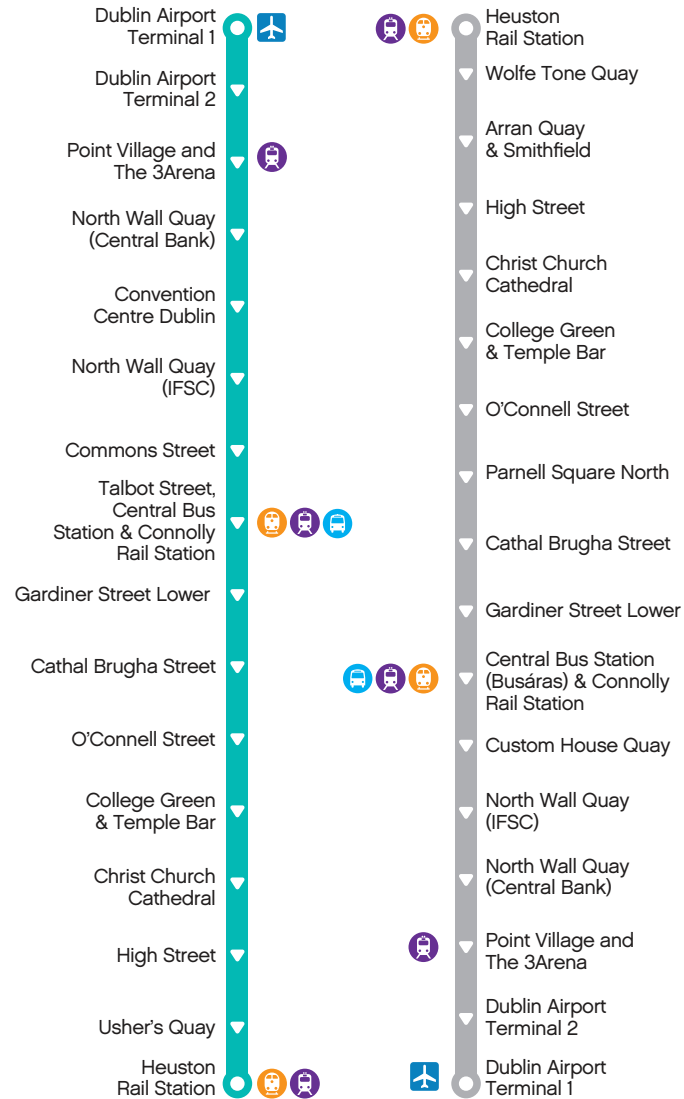 Dublin Airport
Terminal 1
Dublin Airport
Terminal 2
Point Village and
The 3Arena
North Wall Quay
(Central Bank)
Convention
Centre Dublin
North Wall Quay
(IFSC)
Commons Street
Talbot Street,
Central Bus
Station & Connolly
Rail Station
Gardiner Street Lower
Cathal Brugha Street
O'Connell Street
College Green
& Temple Bar
Christ Church
Cathedral
High Street
Usher's Quay
Heuston
Rail Station
Heuston
Rail Station
Wolfe Tone Quay
Arran Quay
& Smithfield
High Street
Christ Church
Cathedral
College Green
& Temple Bar
O'Connell Street
Parnell Square North
Cathal Brugha Street
Gardiner Street Lower
Central Bus Station
(Busáras) & Connolly
Rail Station
Custom House Quay
North Wall Quay
(IFSC)
North Wall Quay
(Central Bank)
Point Village and
The 3Arena
Dublin Airport
Terminal 2
Dublin Airport
Terminal 1